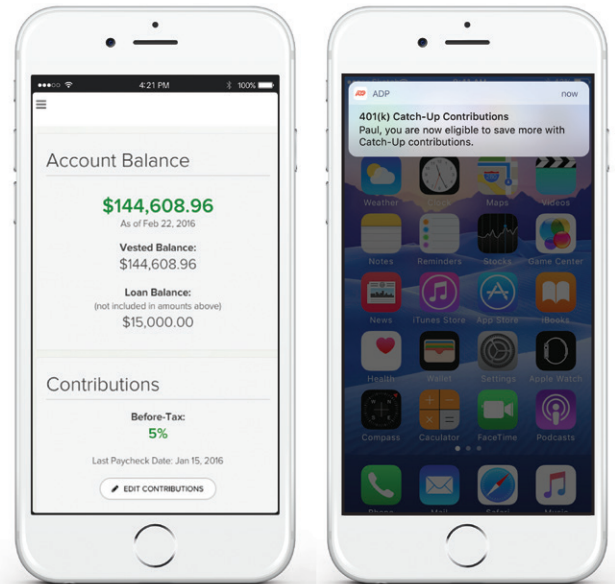 4:21 PM
100%
Account Balance
$144,608.96
As of Feb 22, 2016
Vested Balance:
$144,608.96
Loan Balance:
(not included in amounts above)
$15,000.00
Contributions
Before-Tax:
5%
Last Paycheck Date: Jan 15, 2016
EDIT CONTRIBUTIONS
ADP
now
401(k) Catch-Up Contributions
Paul, you are now eligible to save more with
Catch-Up contributions.
Weather
Clock
Maps
Videos
Notes
Reminders
Stocks
Game Center
News
iTunes Store
App Store
iBooks
Health
Wallet
Settings
Apple Watch
Compass
Caculator
FaceTime
Podcasts
Phone
Mail
Safari
Music